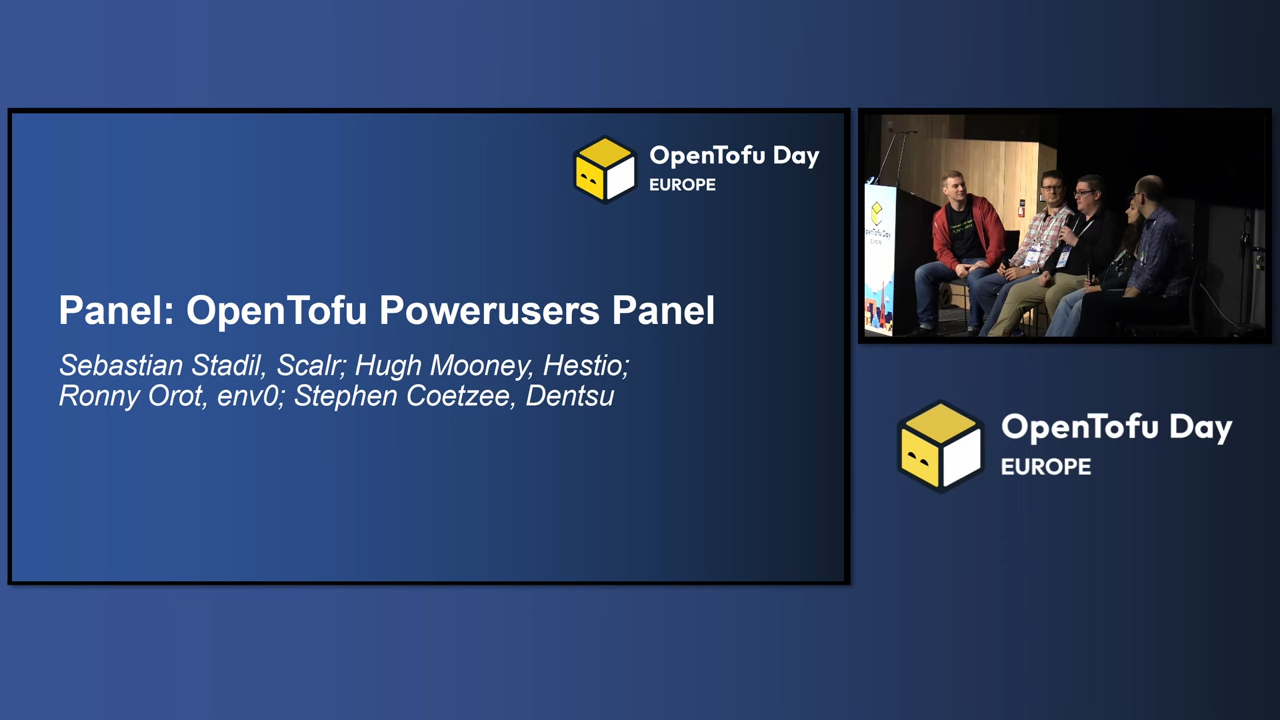 OpenTofu Day
EUROPE
Panel: OpenTofu Powerusers Panel
Sebastian Stadil, Scalr; Hugh Mooney, Hestio;
Ronny Orot, env0; Stephen Coetzee, Dentsu
OpenTofu Day
EUROPE